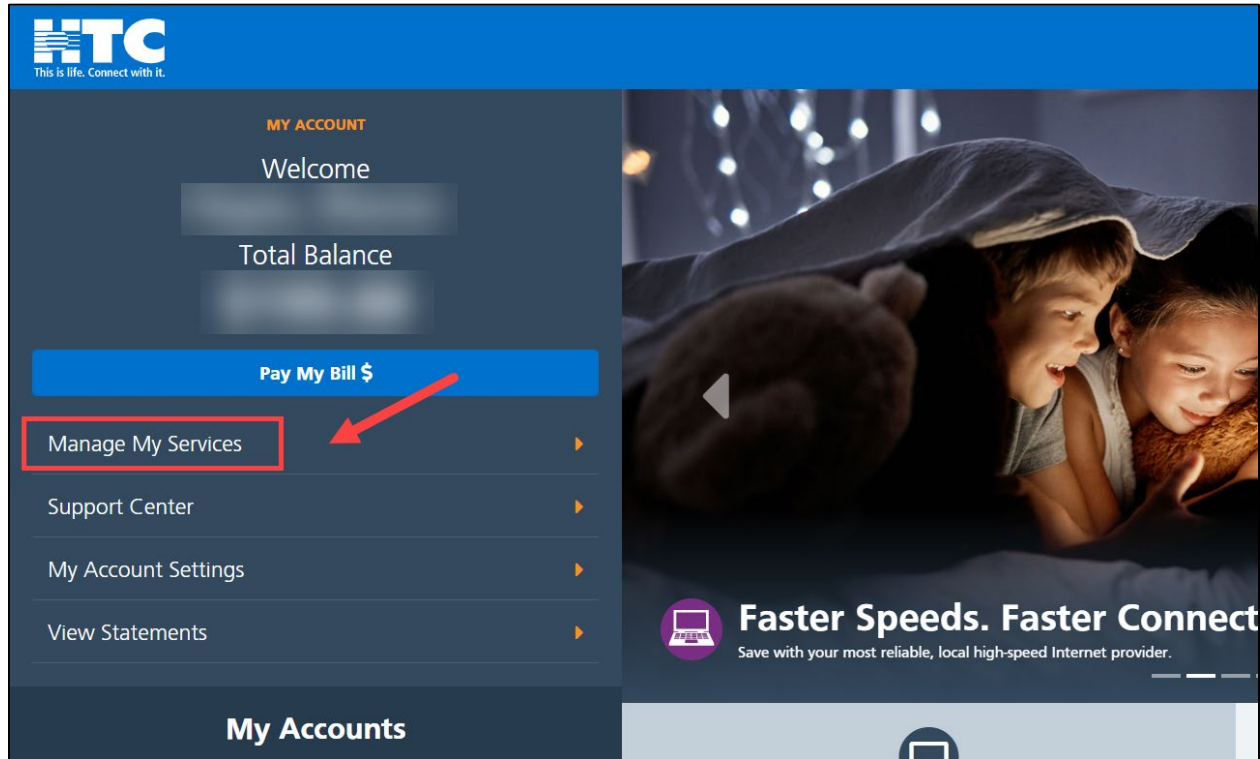 HTC
This is life. Connect with it.
MY ACCOUNT
Welcome
Total Balance
Pay My Bill $
Manage My Services
Support Center
My Account Settings
View Statements
My Accounts
Faster Speeds. Faster Connect
Save with your most reliable, local high-speed Internet provider.